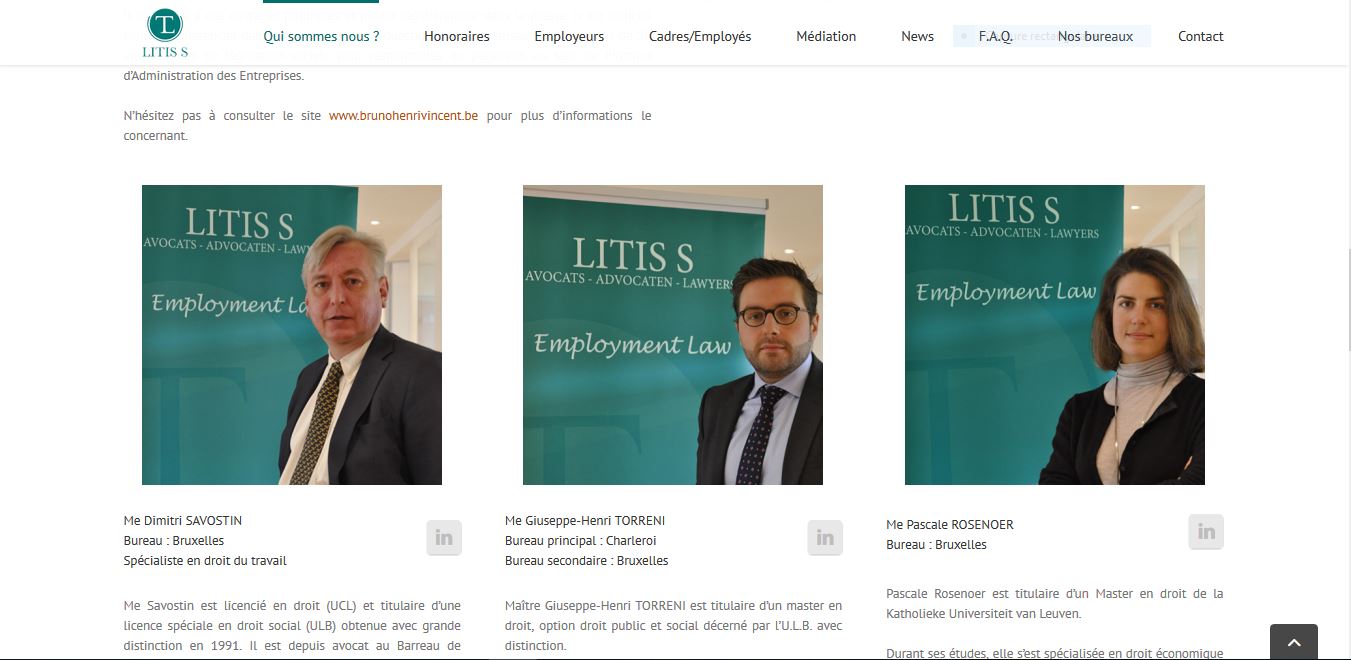 LITIS S
Qui sommes nous ?
Honoraires
Employeurs
Cadres/Employés
Médiation
News
F.A.Q.
Nos bureaux
Contact
d'Administration des Entreprises.
N'hésitez pas à consulter le site www.brunohenrivincent.be pour plus d'informations le
concernant.
LITIS S
AVOCATS - ADVOCATEN - LAW
Employment La
LITIS S
AVOCATS - ADVOCATEN - LAWYERS
Employment Law
LITIS S
AVOCATS - ADVOCATEN - LAWYERS
Employment Law
Me Dimitri SAVOSTIN
Bureau : Bruxelles
Spécialiste en droit du travail
in
Me Savostin est licencié en droit (UCL) et titulaire d'une
licence spéciale en droit social (ULB) obtenue avec grande
distinction en 1991. Il est depuis avocat au Barreau de
Me Giuseppe-Henri TORRENI
Bureau principal : Charleroi
Bureau secondaire : Bruxelles
in
Maître Giuseppe-Henri TORRENI est titulaire d'un master en
droit, option droit public et social décerné par l'U.L.B. avec
distinction.
Me Pascale ROSENOER
Bureau : Bruxelles
in
Pascale Rosenoer est titulaire d'un Master en droit de la
Katholieke Universiteit van Leuven.
Durant ses études, elle s'est spécialisée en droit économique